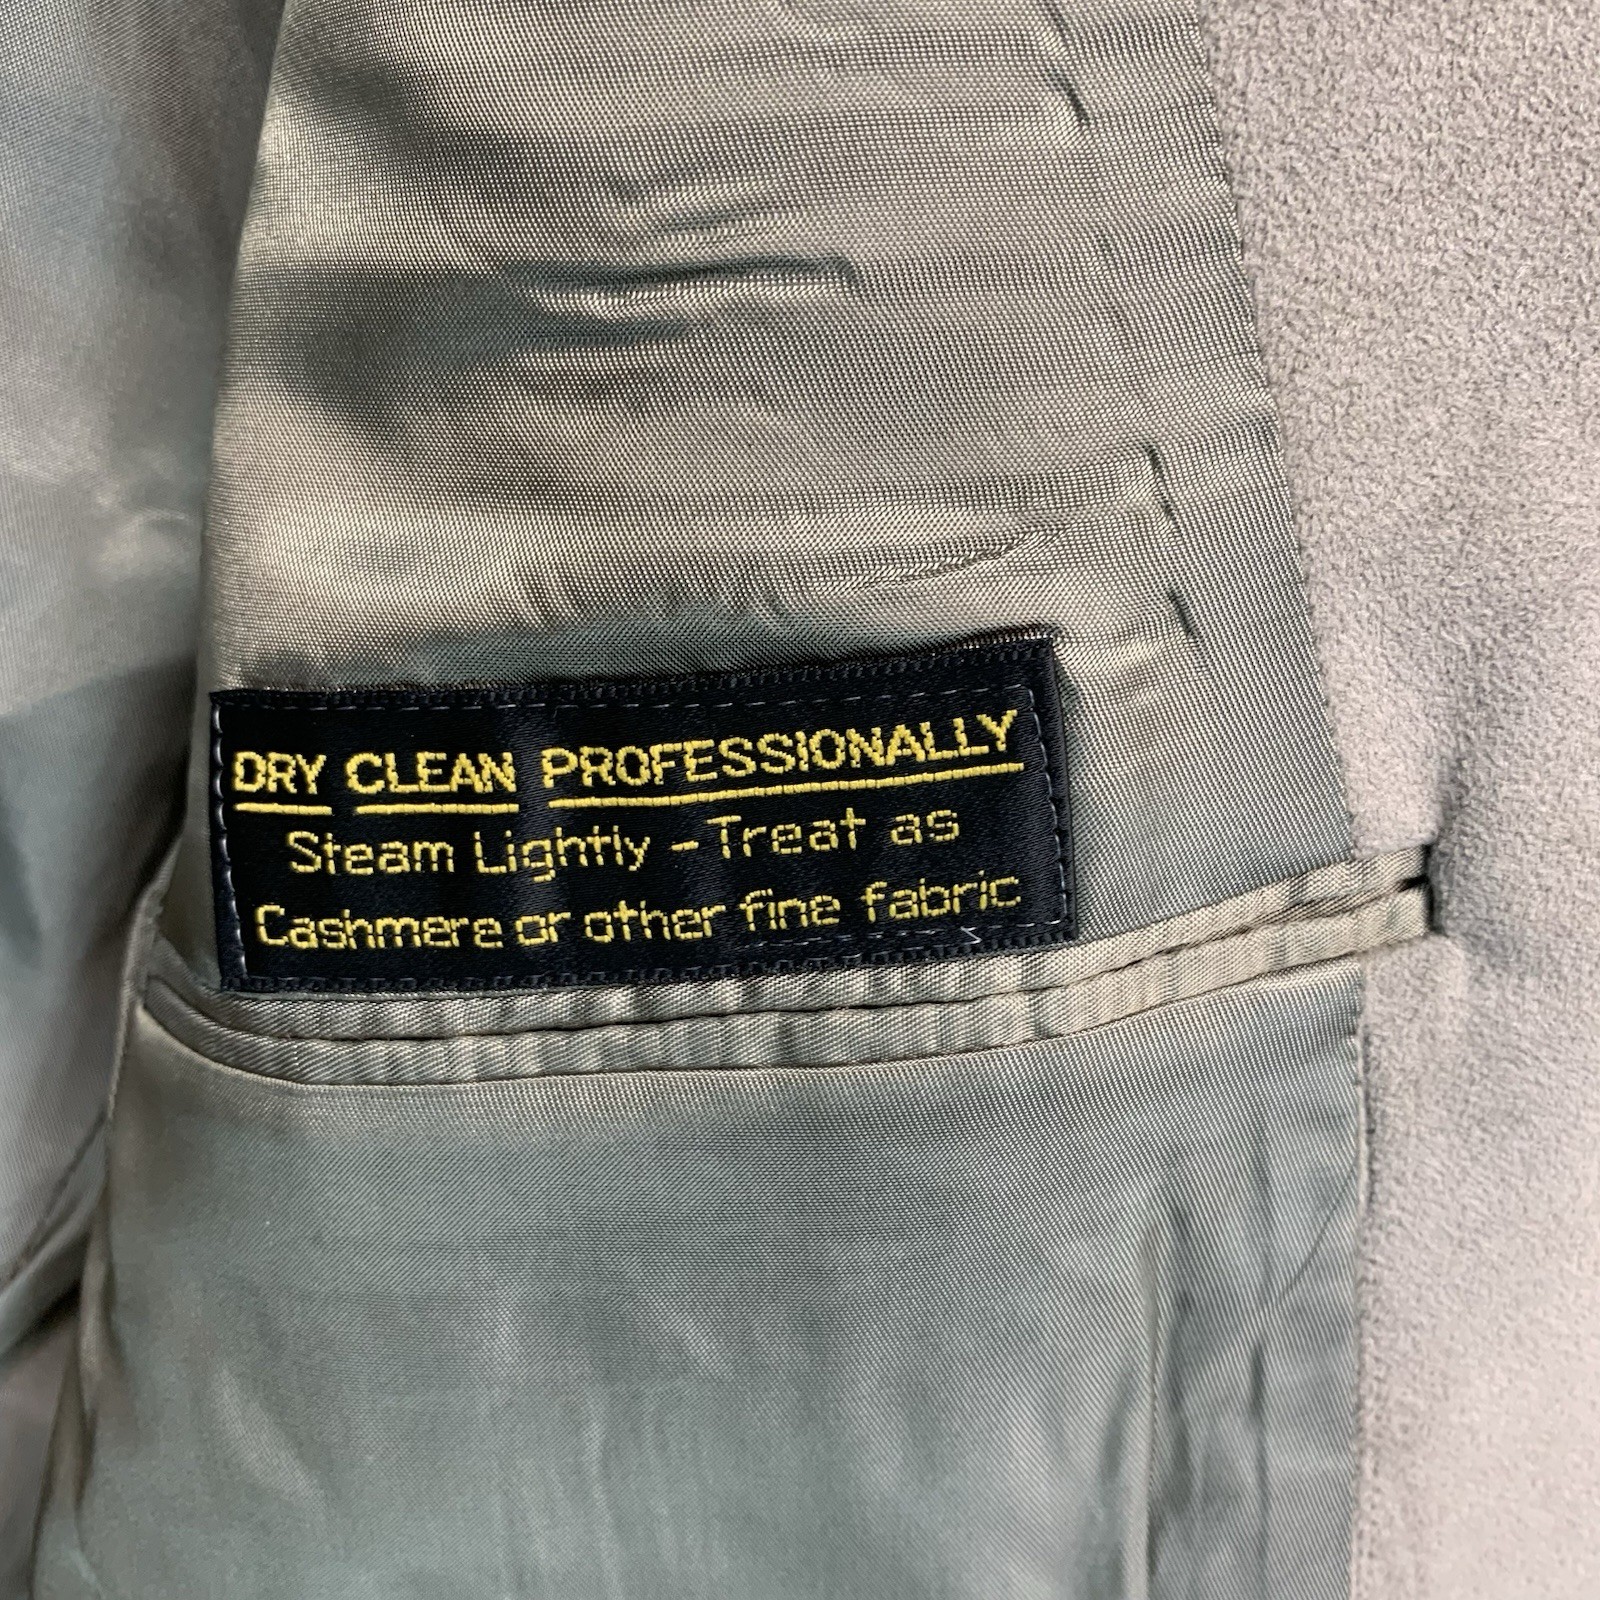 DRY CLEAN PROFESSIONALLY
Steam Lightly - Treat as
Cashmere or other fine fabric